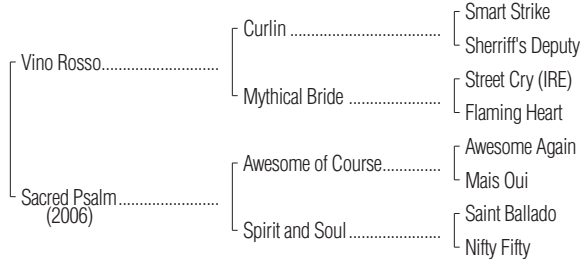 Smart Strike
Curlin ..............................
Sherriff's Deputy
Vino Rosso.......................
Street Cry (IRE)
Mythical Bride ..................
Flaming Heart
Awesome Again
Awesome of Course.............
Mais Oui
Sacred Psalm....................
(2006)
Saint Ballado
Spirit and Soul ..................
Nifty Fifty